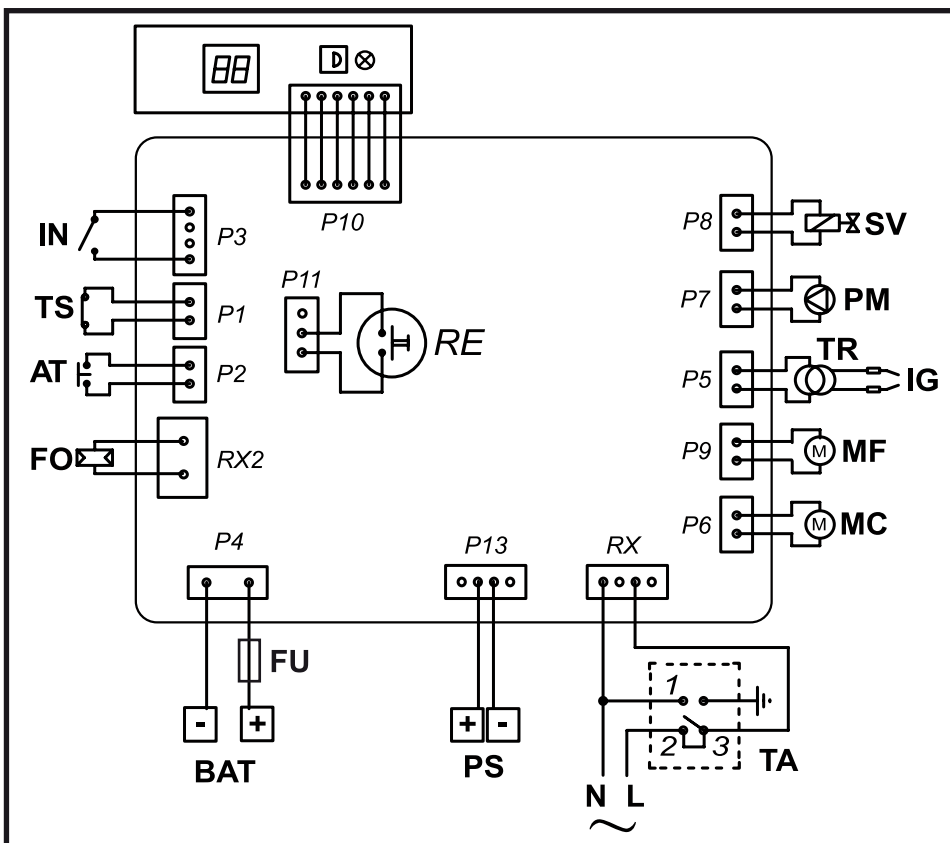 88
P10
IN
P3
P8
SV
TS
P1
P11
P7
PM
RE
TR
AT
P2
P5
IG
FO
RX2
P9
M
MF
P6
M
MC
P4
P13
RX
FU
1
- +
+ -
2 3
TA
BAT
PS
N L
~